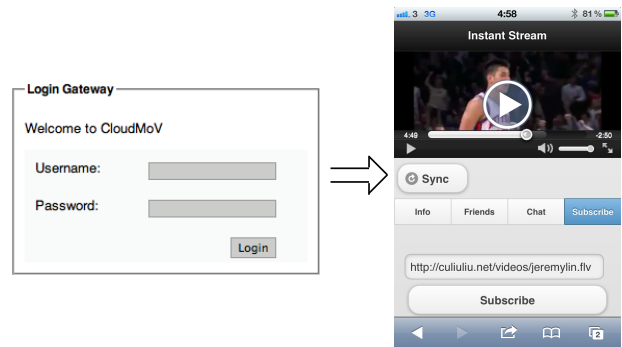 Login Gateway
Welcome to CloudMoV
Username:
Password:
Login
3 3G 4:58 81%
Instant Stream
4:49 -2:50
Sync
Info Friends Chat Subscribe
http://culiuliu.net/videos/jeremylin.flv
Subscribe
2